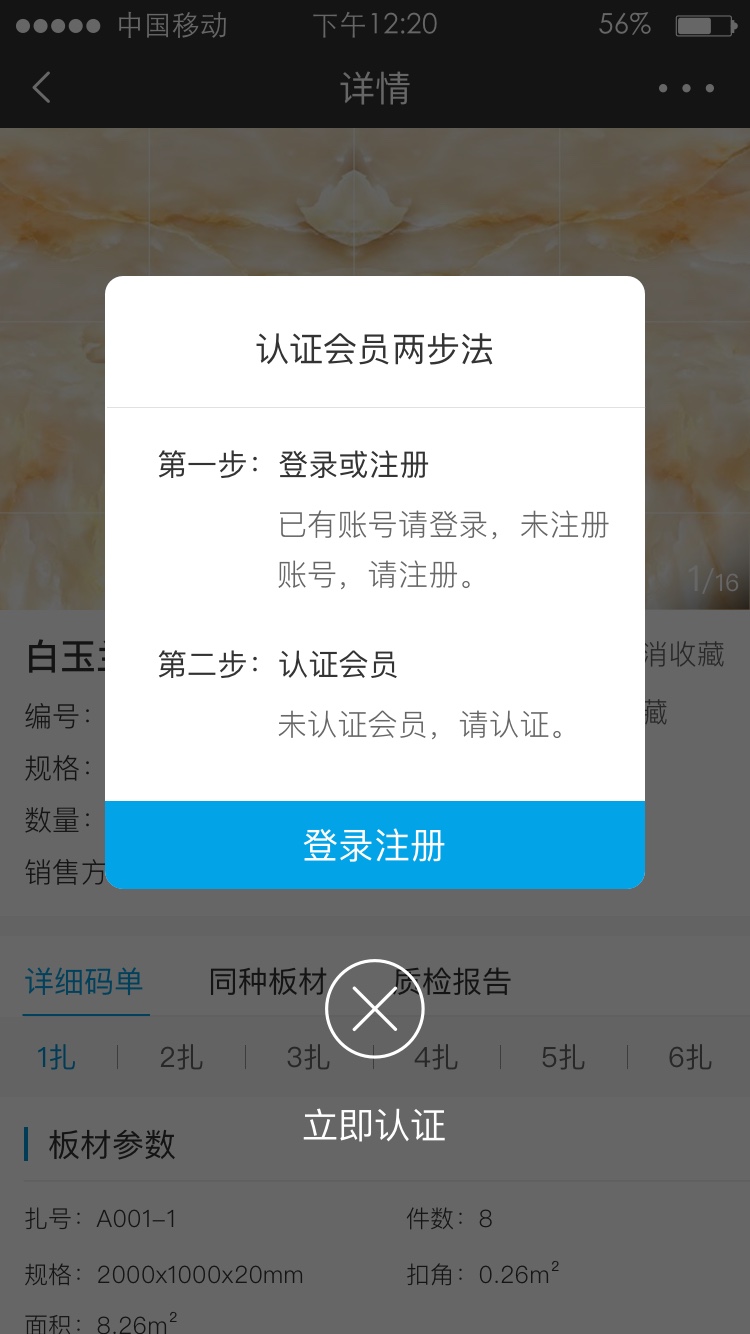 中国移动 下午12:20 56%
详情
认证会员两步法
第一步：登录或注册
已有账号请登录，未注册
账号，请注册。
1/16
白玉
消收藏
第二步：认证会员
编号：
藏
未认证会员，请认证。
规格：
数量：
登录注册
销售方
详细码单 同种板材 质检报告
1扎 2扎 3扎 4扎 5扎 6扎
立即认证
板材参数
扎号：A001-1 件数：8
规格：2000x1000x20mm 扣角：0.26m²
面积：8.26m²